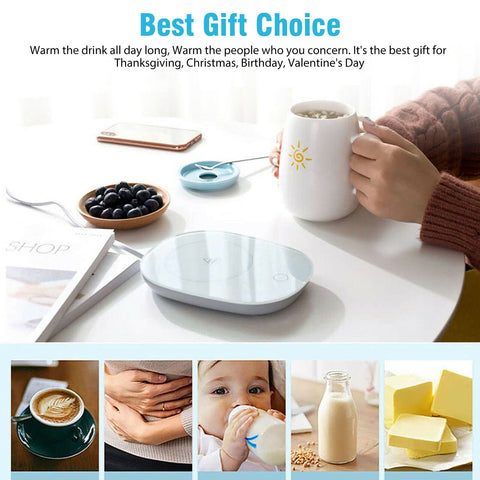 Best Gift Choice
Warm the drink all day long, Warm the people who you concern. It's the best gift for
Thanksgiving, Christmas, Birthday, Valentine's Day
SHOP